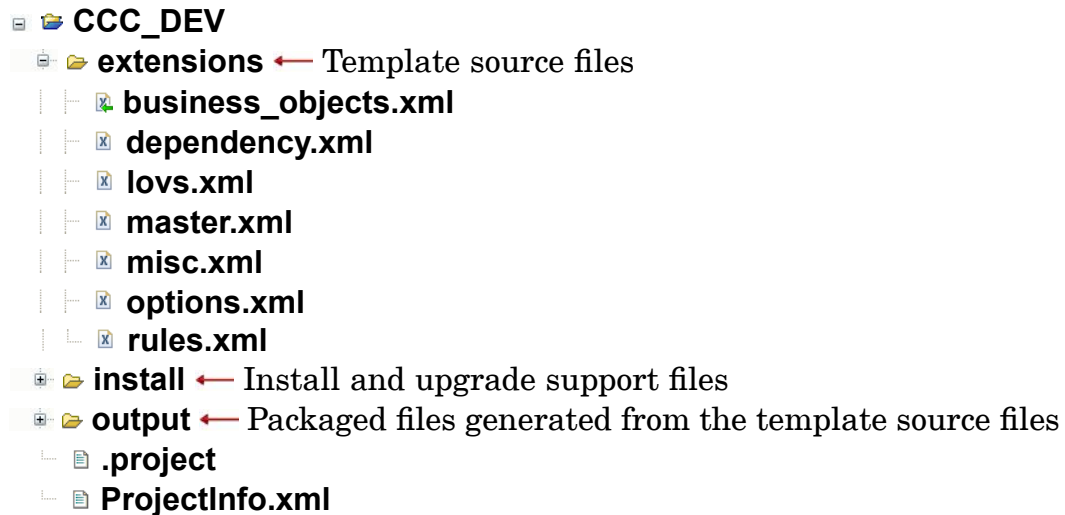 CCC_DEV
extensions ← Template source files
business_objects.xml
dependency.xml
lovs.xml
master.xml
misc.xml
options.xml
rules.xml
install ← Install and upgrade support files
output ← Packaged files generated from the template source files
.project
ProjectInfo.xml